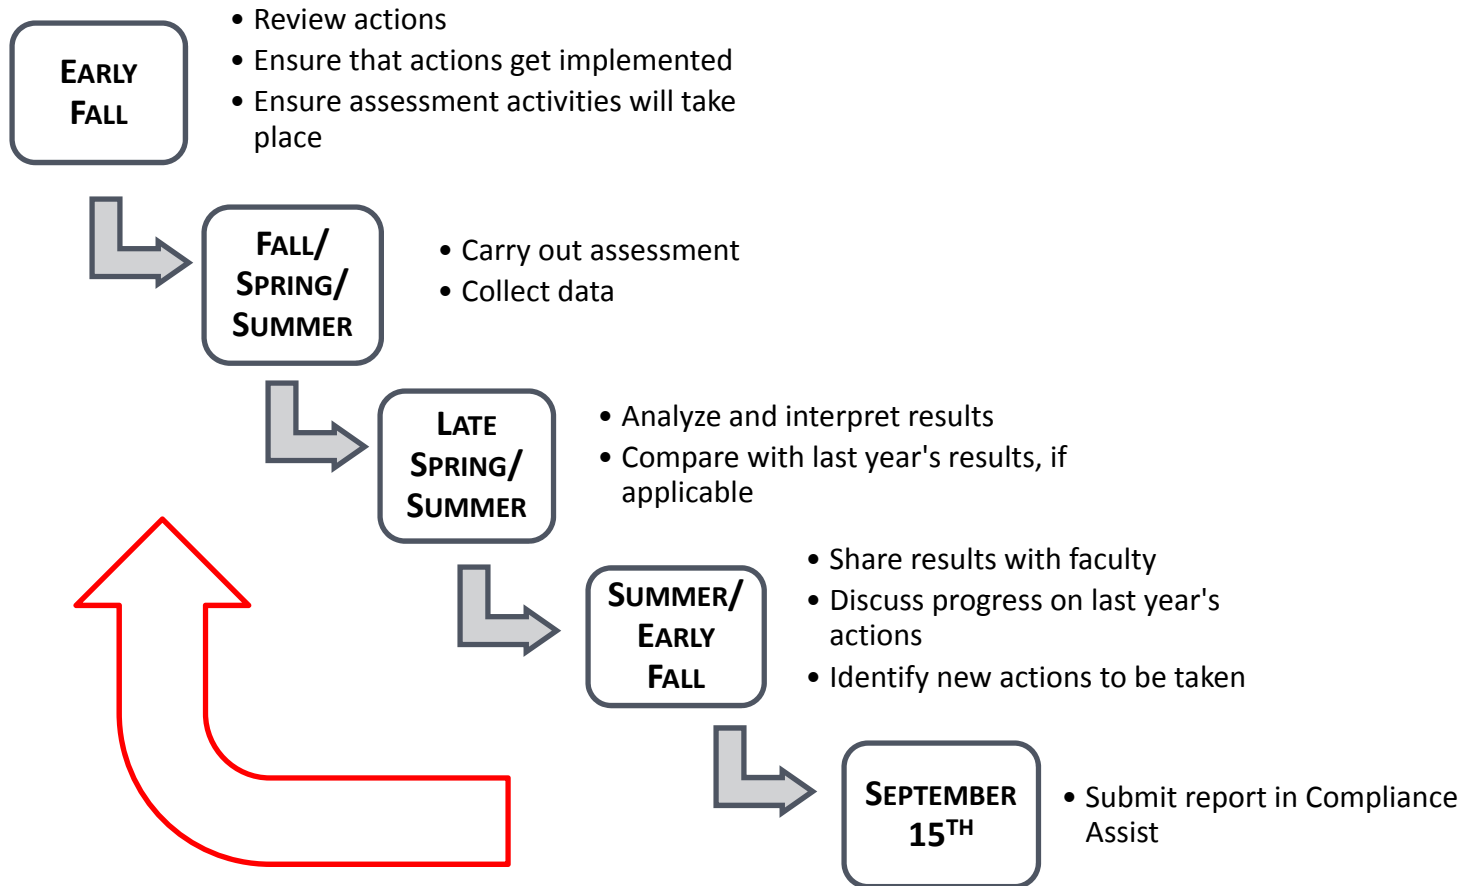 EARLY
FALL
• Review actions
• Ensure that actions get implemented
• Ensure assessment activities will take
place
FALL/
SPRING/
SUMMER
• Carry out assessment
• Collect data
LATE
SPRING/
SUMMER
• Analyze and interpret results
• Compare with last year's results, if
applicable
SUMMER/
EARLY
FALL
• Share results with faculty
• Discuss progress on last year's
actions
• Identify new actions to be taken
SEPTEMBER
15TH
• Submit report in Compliance
Assist